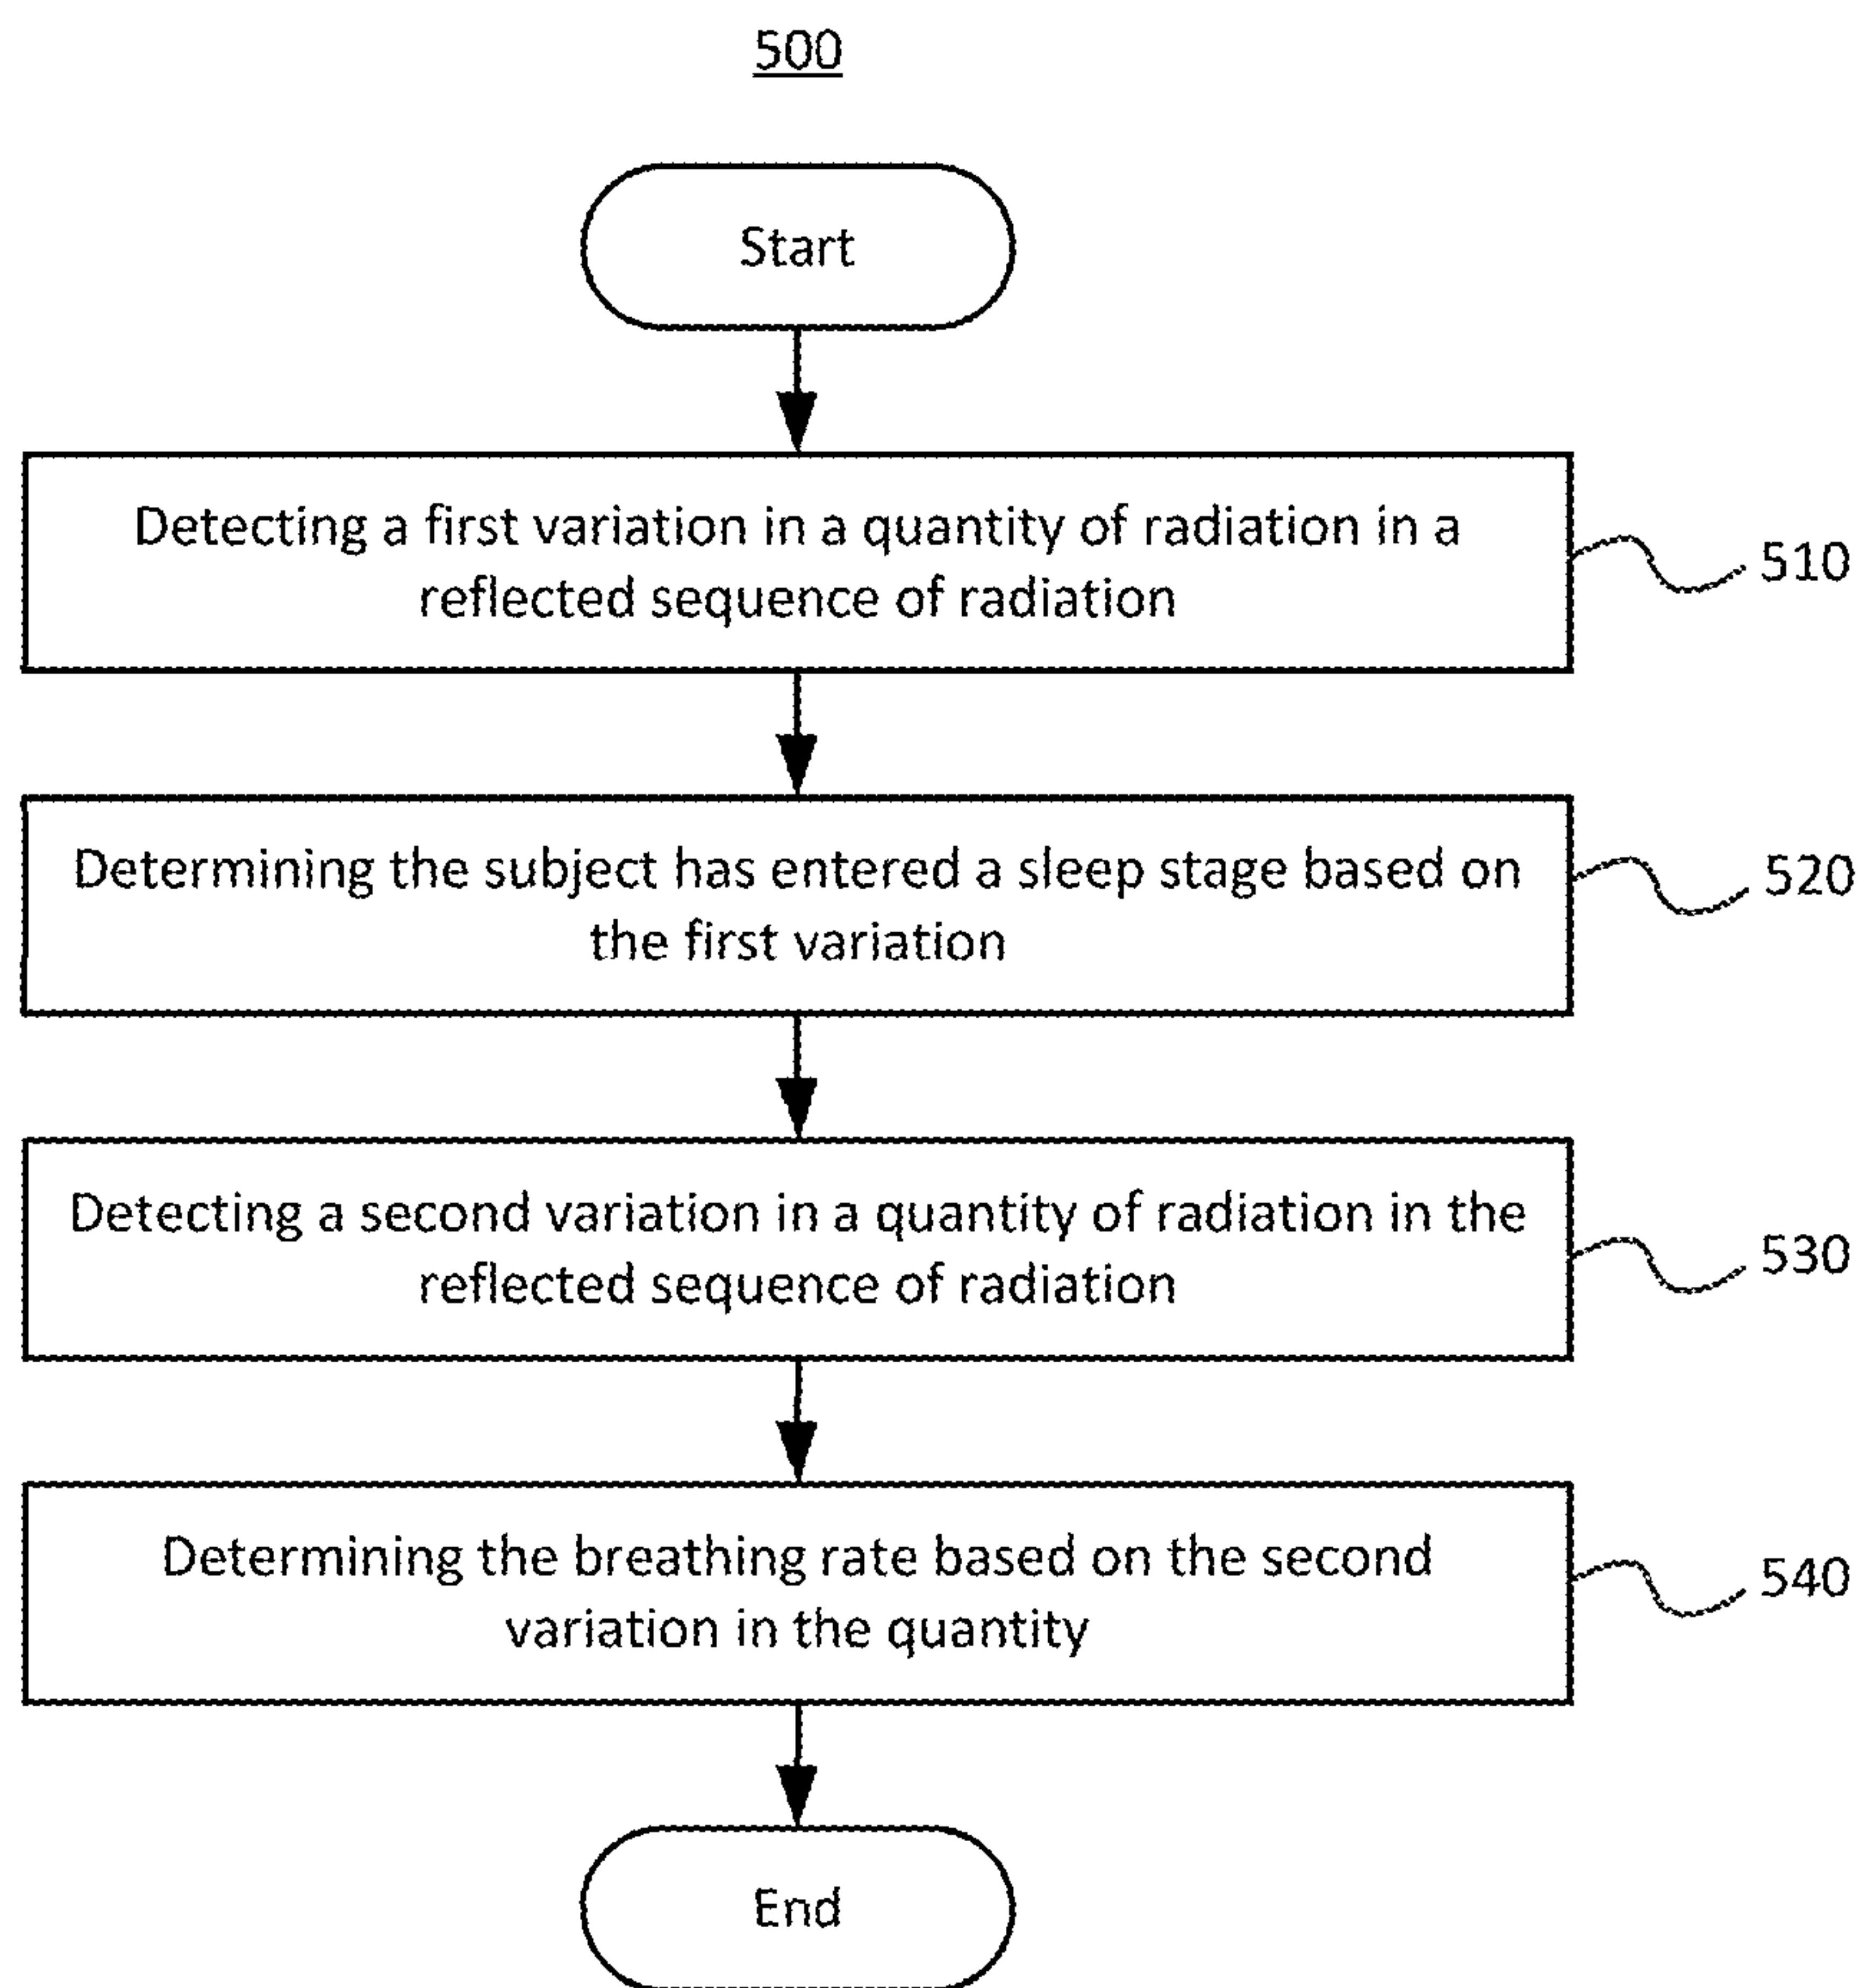 500
Start
Detecting a first variation in a quantity of radiation in a
reflected sequence of radiation
510
Determining the subject has entered a sleep stage based on
the first variation
520
Detecting a second variation in a quantity of radiation in the
reflected sequence of radiation
530
Determining the breathing rate based on the second
variation in the quantity
540
End